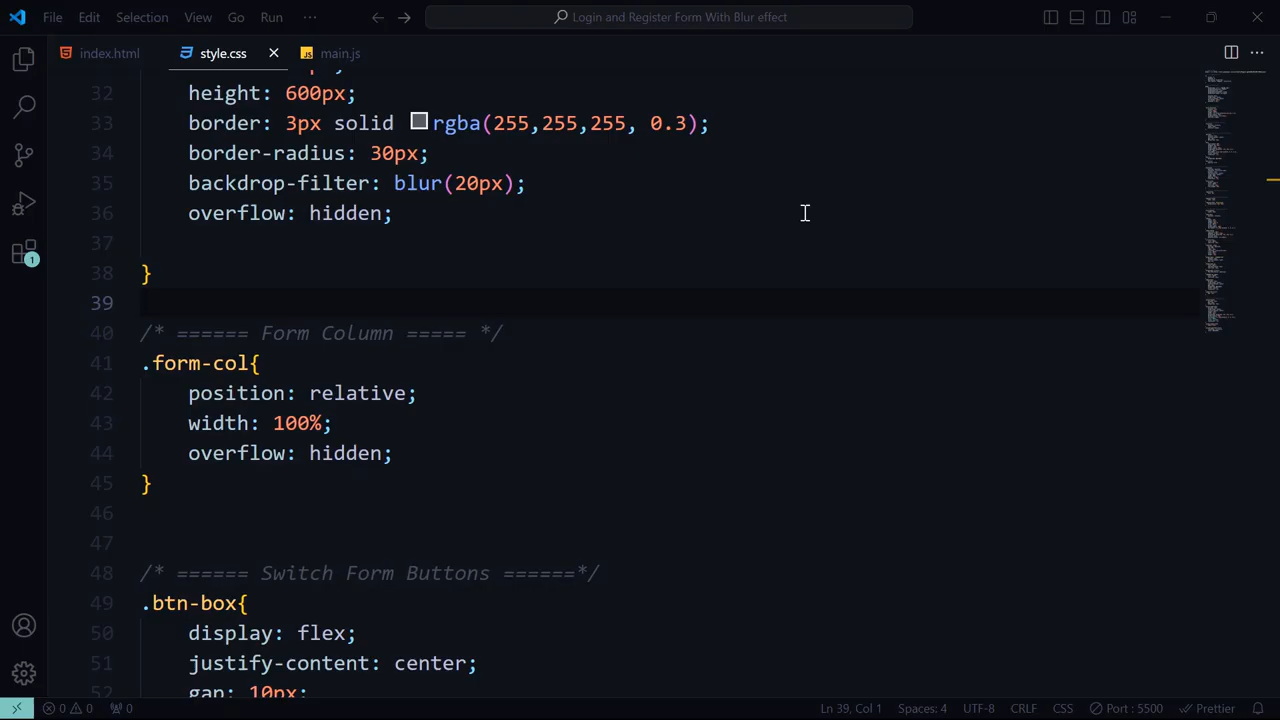 File Edit Selection View Go Run ··· Login and Register Form With Blur effect
index.html style.css main.js
32 height: 600px;
33 border: 3px solid rgba(255,255,255, 0.3);
34 border-radius: 30px;
35 backdrop-filter: blur(20px);
36 overflow: hidden;
37
38 }
39
40 /* ====== Form Column ===== */
41 .form-col{
42 position: relative;
43 width: 100%;
44 overflow: hidden;
45 }
46
47
48 /* ====== Switch Form Buttons ======*/
49 .btn-box{
50 display: flex;
51 justify-content: center;
52 gap: 10px;
1
0 0 0 Ln 39, Col 1 Spaces: 4 UTF-8 CRLF CSS Port : 5500 Prettier